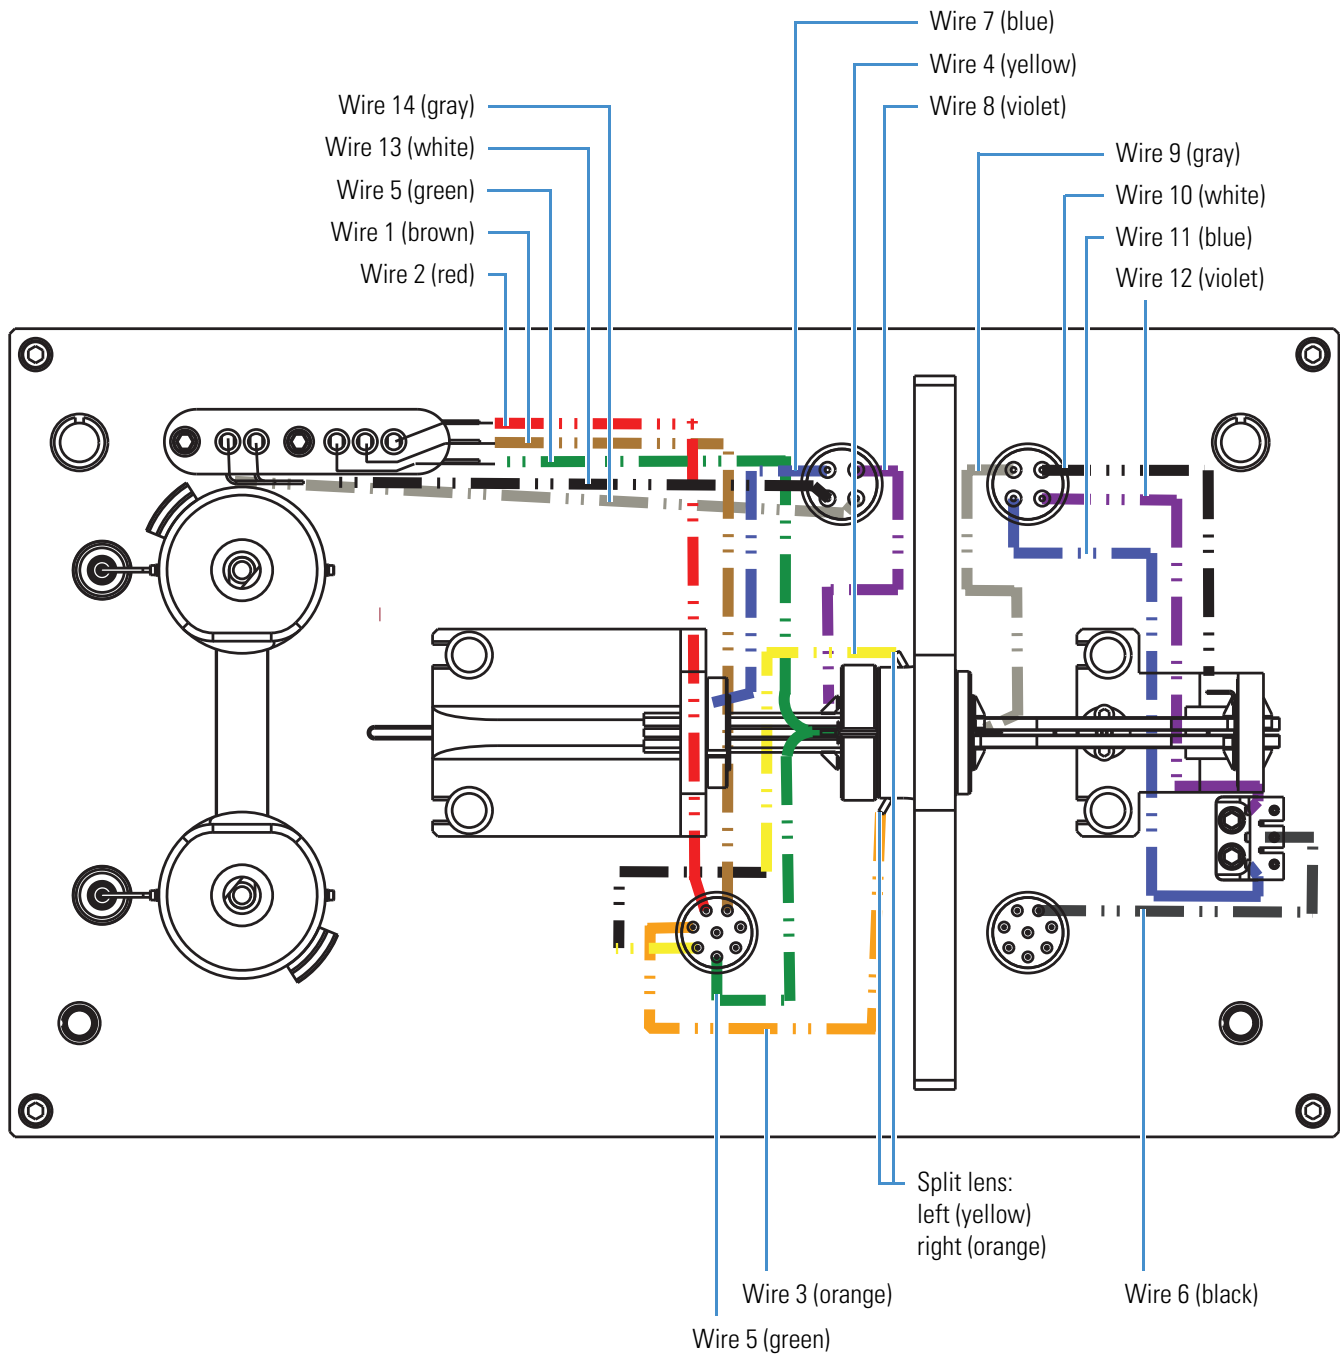 Wire 7 (blue)
Wire 4 (yellow)
Wire 8 (violet)
Wire 14 (gray)
Wire 13 (white)
Wire 5 (green)
Wire 1 (brown)
Wire 2 (red)
Wire 9 (gray)
Wire 10 (white)
Wire 11 (blue)
Wire 12 (violet)
Split lens:
left (yellow)
right (orange)
Wire 3 (orange)
Wire 6 (black)
Wire 5 (green)